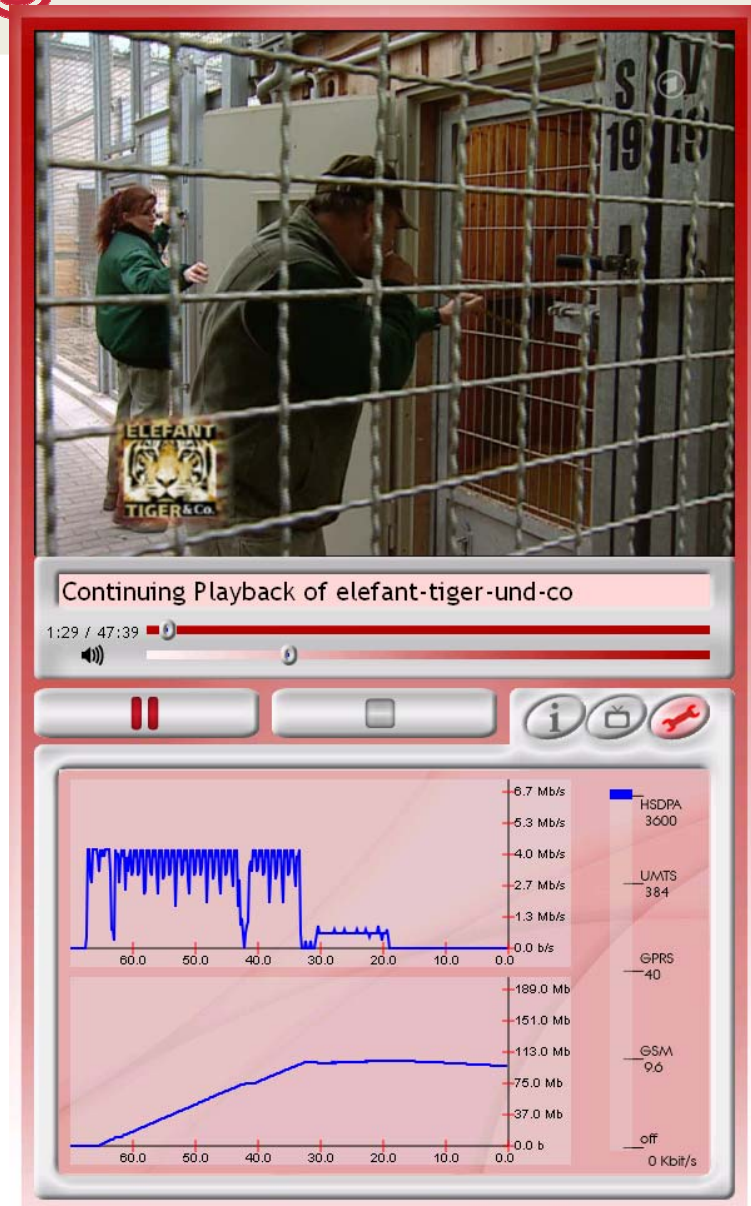 S V
19 19
ELEFANT
TIGER & Co.
Continuing Playback of elefant-tiger-und-co
1:29 / 47:39
6.7 Mb/s
5.3 Mb/s
4.0 Mb/s
2.7 Mb/s
1.3 Mb/s
0.0 b/s
60.0 50.0 40.0 30.0 20.0 10.0 0.0
189.0 Mb
151.0 Mb
113.0 Mb
75.0 Mb
37.0 Mb
0.0 b
60.0 50.0 40.0 30.0 20.0 10.0 0.0
HSDPA
3600
UMTS
384
GPRS
40
GSM
9.6
off
0 Kbit/s